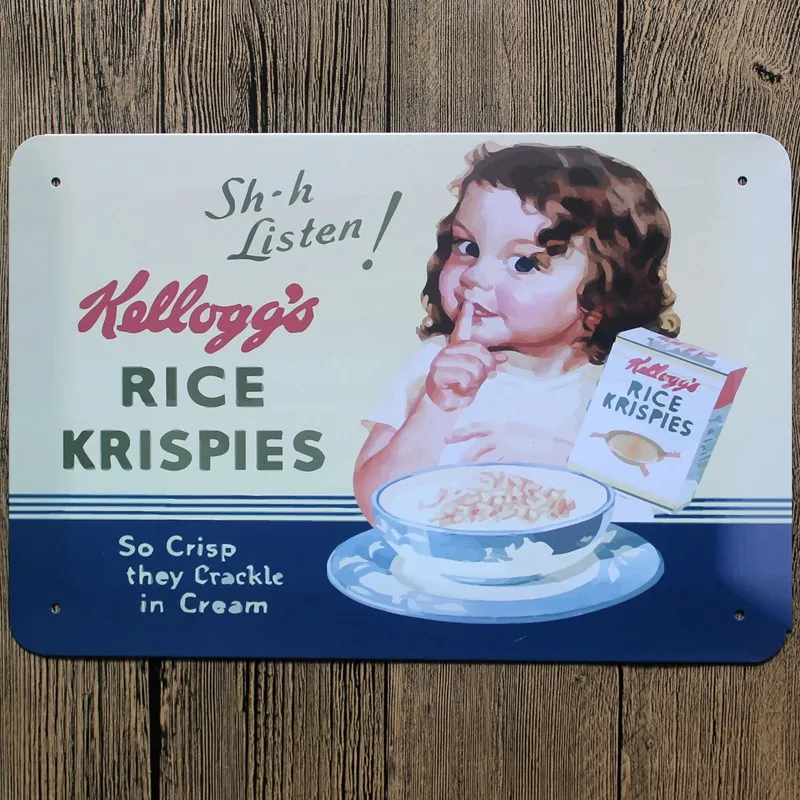 Sh-h
Listen!
Kellogg's
RICE
KRISPIES
Kellogg's
RICE
KRISPIES
So Crisp
they Crackle
in Cream